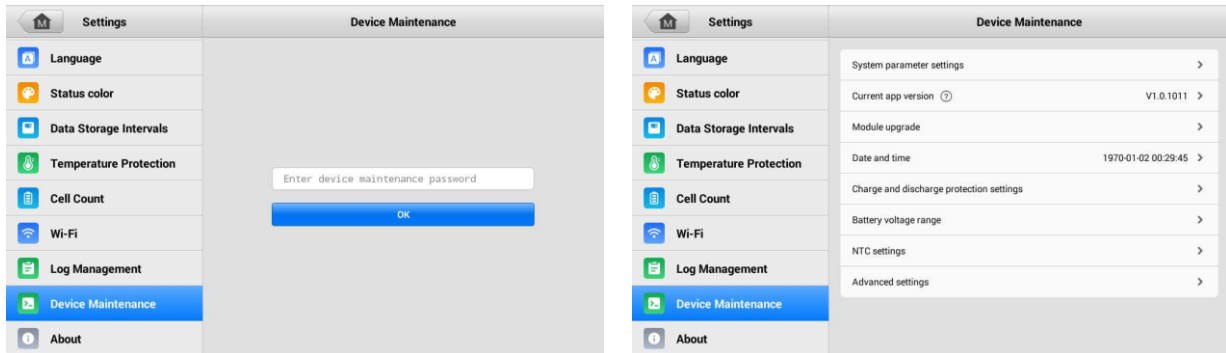 M
Settings
Device Maintenance
A
Language
Status color
Data Storage Intervals
Temperature Protection
Cell Count
Wi-Fi
Log Management
Device Maintenance
About
Enter device maintenance password
OK
M
Settings
Device Maintenance
A
Language
Status color
Data Storage Intervals
Temperature Protection
Cell Count
Wi-Fi
Log Management
Device Maintenance
About
System parameter settings
Current app version ? V1.0.1011
Module upgrade
Date and time 1970-01-02 00:29:45
Charge and discharge protection settings
Battery voltage range
NTC settings
Advanced settings